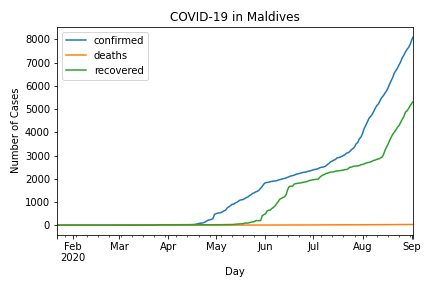 COVID-19 in Maldives
confirmed
deaths
recovered
Number of Cases
8000
7000
6000
5000
4000
3000
2000
1000
0
Feb Mar Apr May Jun Jul Aug Sep
2020
Day